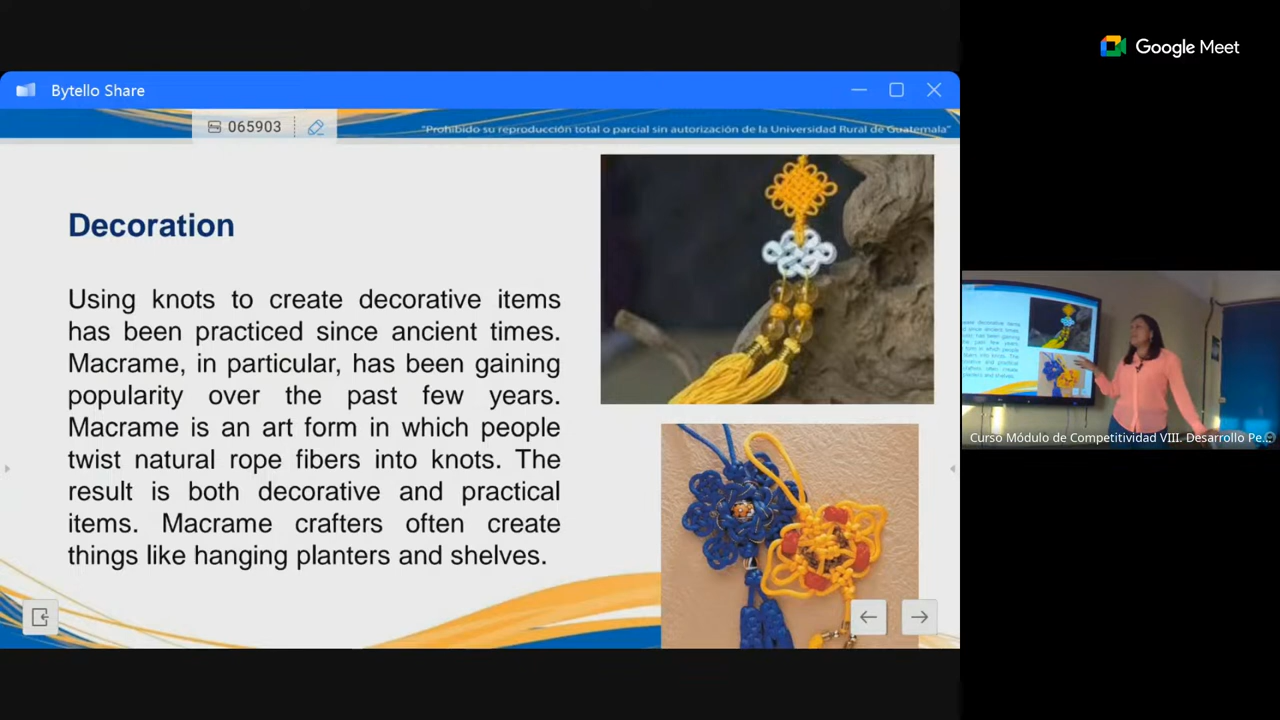 Google Meet
Bytello Share
065903
"Prohibido su reproducción total o parcial sin autorización de la Universidad Rural de Guatemala"
Decoration
Using knots to create decorative items
has been practiced since ancient times.
Macrame, in particular, has been gaining
popularity over the past few years.
Macrame is an art form in which people
twist natural rope fibers into knots. The
result is both decorative and practical
items. Macrame crafters often create
things like hanging planters and shelves.
Curso Módulo de Competitividad VIII. Desarrollo Pe...